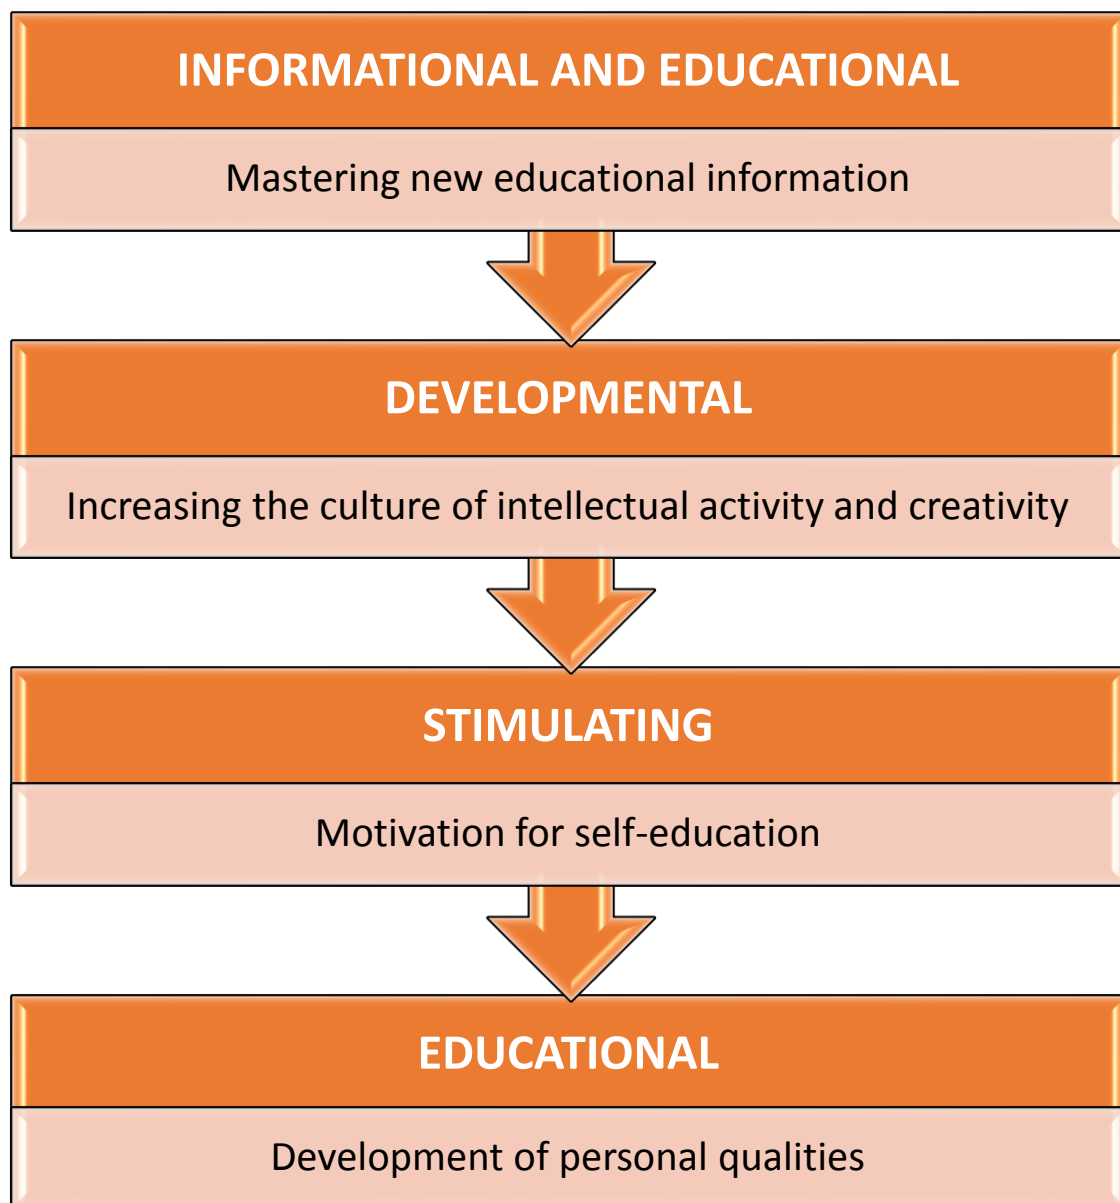 INFORMATIONAL AND EDUCATIONAL
Mastering new educational information
DEVELOPMENTAL
Increasing the culture of intellectual activity and creativity
STIMULATING
Motivation for self-education
EDUCATIONAL
Development of personal qualities